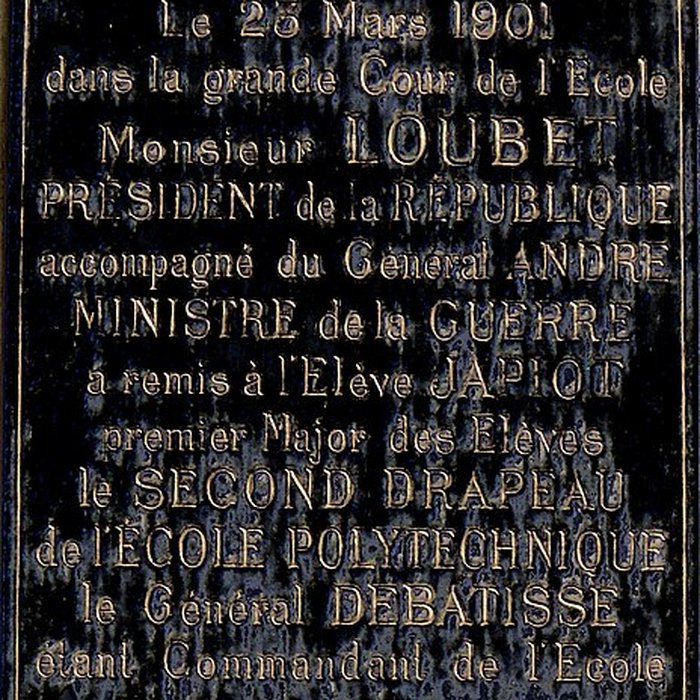 Le 23 Mars 1901
dans la grande Cour de l'Ecole
Monsieur LOUBET
PRÉSIDENT de la RÉPUBLIQUE
accompagné du Général ANDRE
MINISTRE de la GUERRE
a remis à l'Elève JAPIOT
premier Major des Elèves
le SECOND DRAPEAU
de l'ÉCOLE POLYTECHNIQUE
le Général DEBATISSE
étant Commandant de l'Ecole